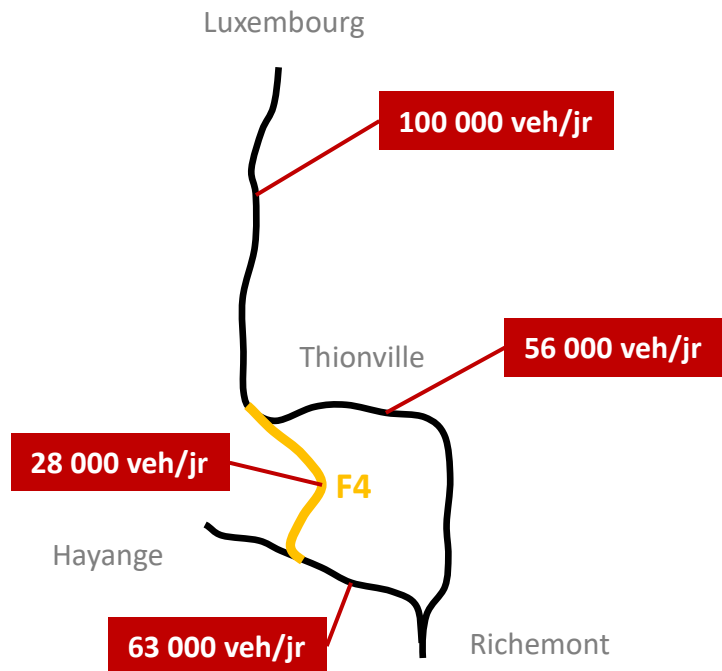 Luxembourg
100 000 veh/jr
56 000 veh/jr
Thionville
28 000 veh/jr
F4
Hayange
63 000 veh/jr
Richemont